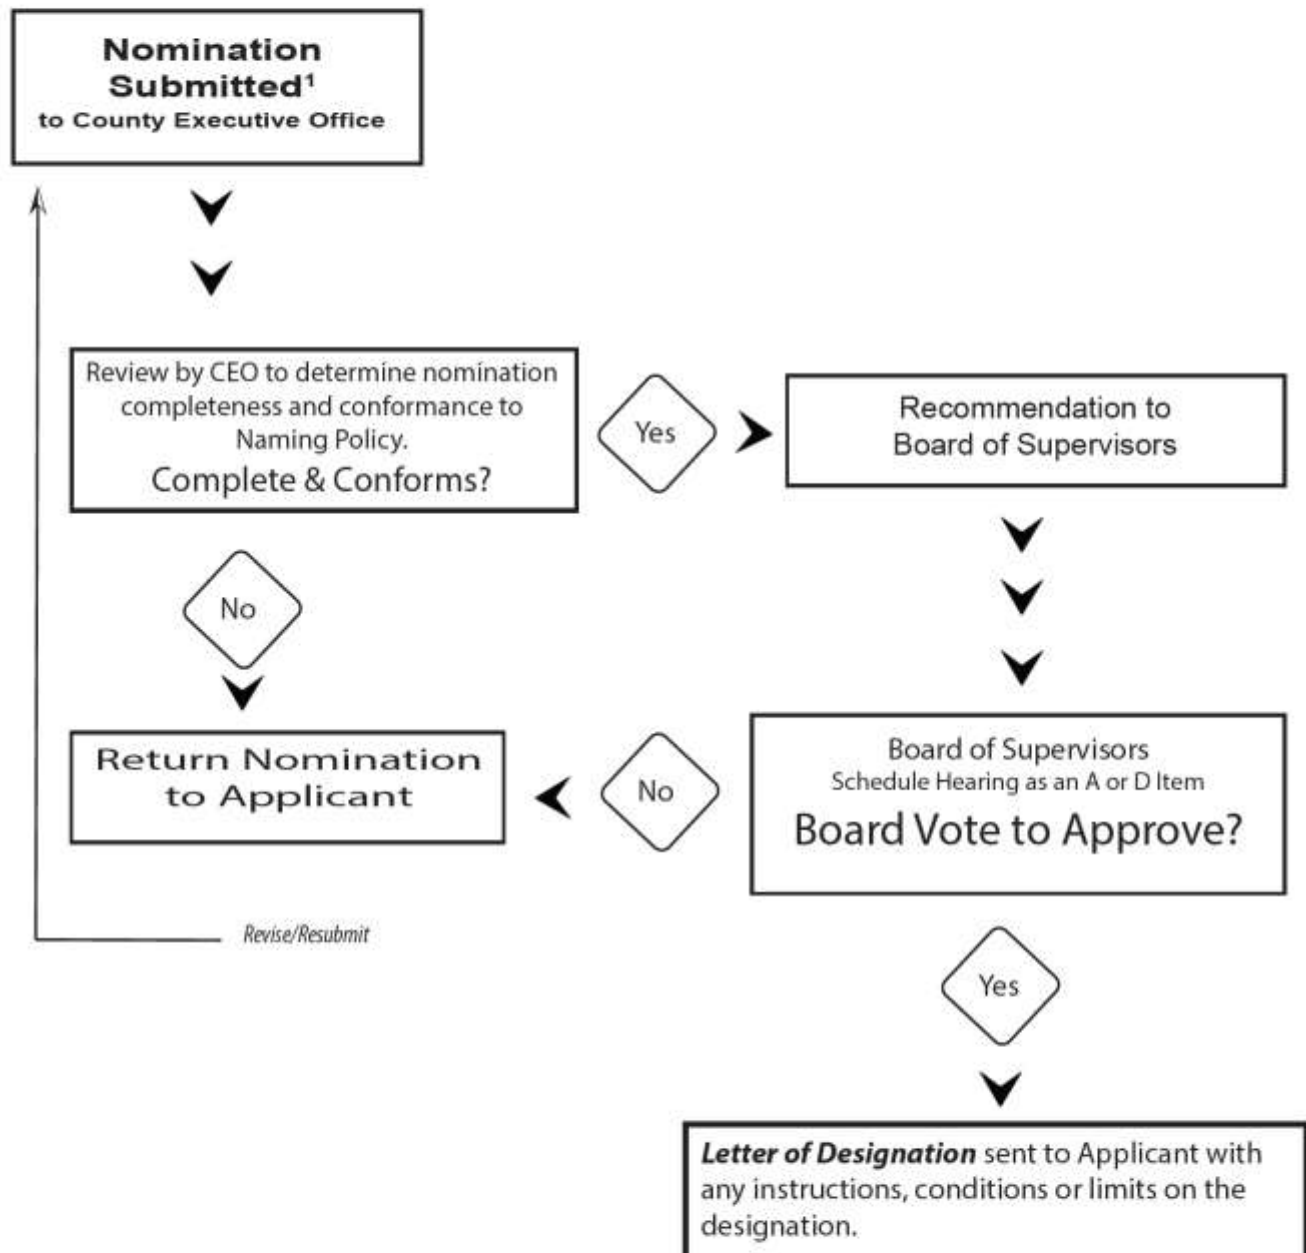 Nomination
Submitted¹
to County Executive Office
Review by CEO to determine nomination
completeness and conformance to
Naming Policy.
Complete & Conforms?
Yes
Recommendation to
Board of Supervisors
No
Return Nomination
to Applicant
No
Board of Supervisors
Schedule Hearing as an A or D Item
Board Vote to Approve?
Revise/Resubmit
Yes
Letter of Designation sent to Applicant with
any instructions, conditions or limits on the
designation.